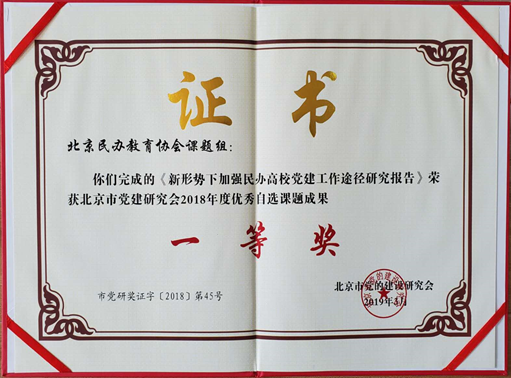 证书
北京民办教育协会课题组：
你们完成的《新形势下加强民办高校党建工作途径研究报告》荣
获北京市党建研究会2018年度优秀自选课题成果
一等奖
北京市党的建设研究会
市党研奖证字〔2018〕第45号
2019年3月